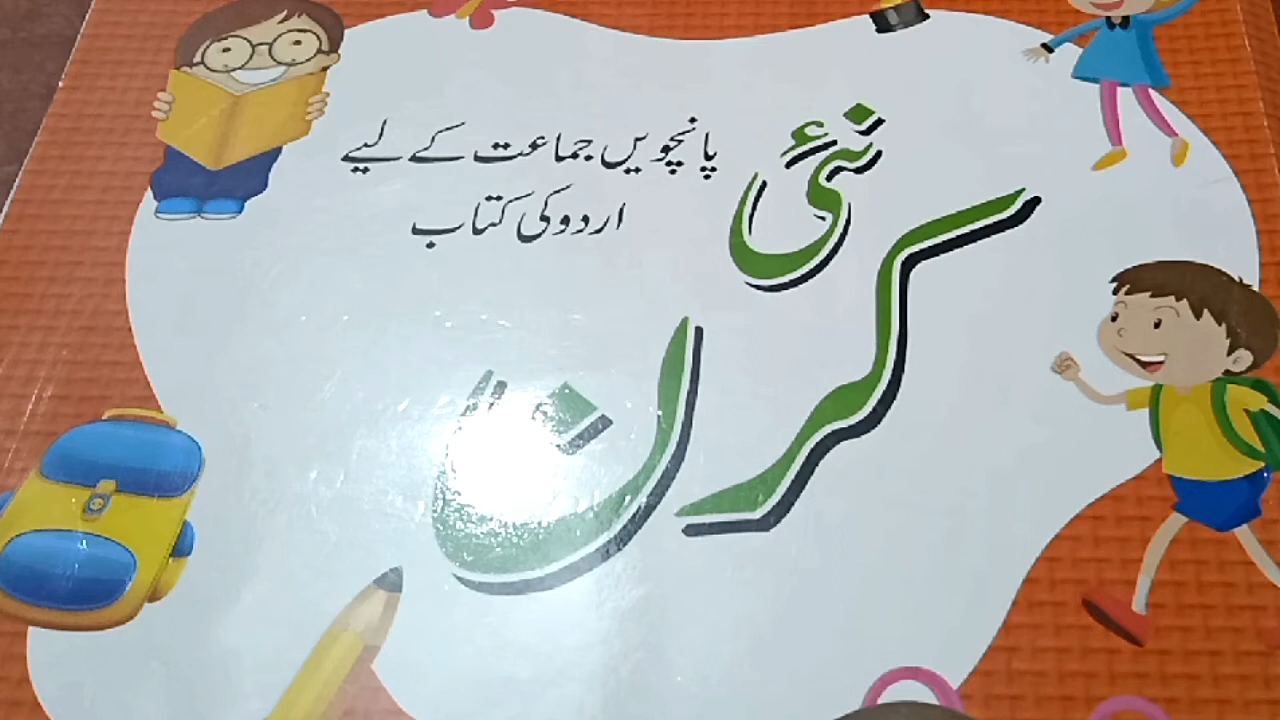 نئی
کرن
پانچویں جماعت کے لیے
اردو کی کتاب